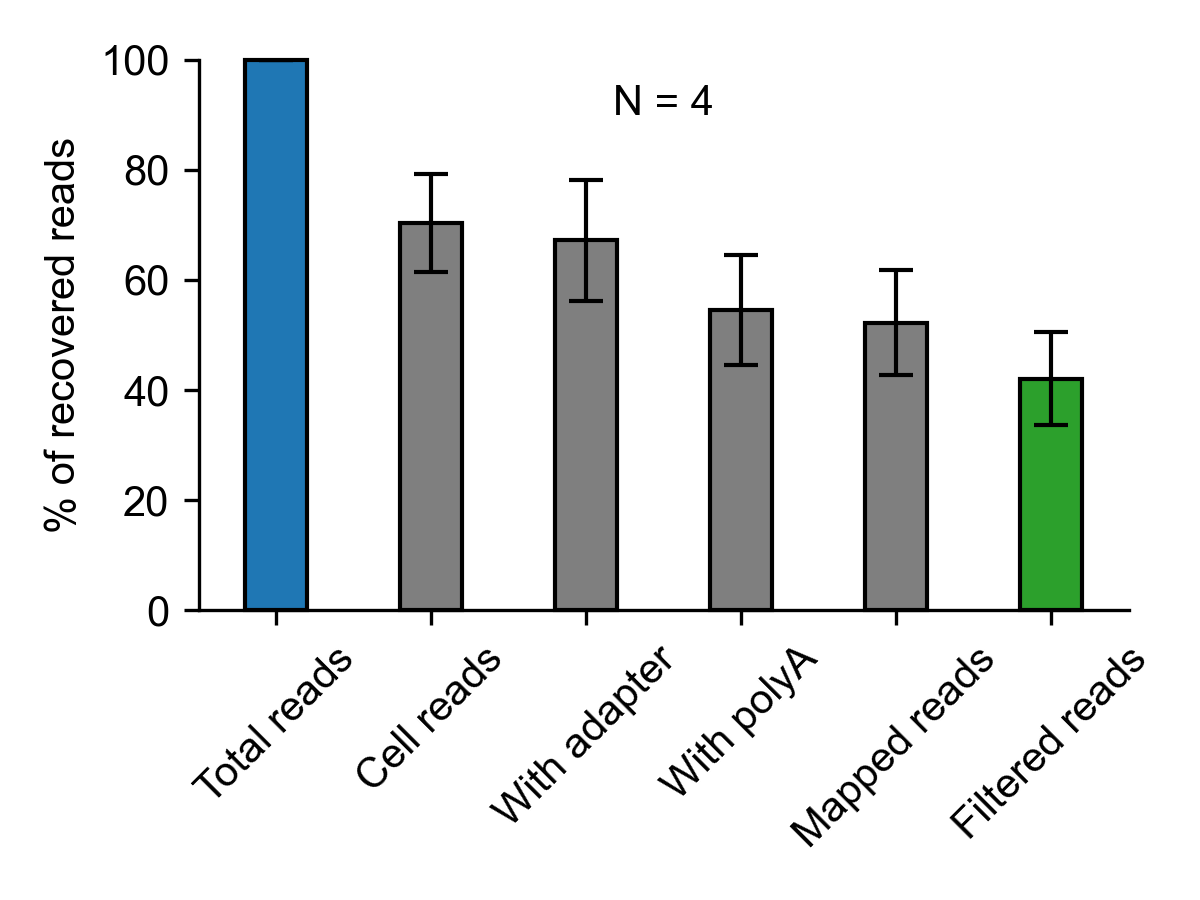 % of recovered reads
100
80
60
40
20
0
N = 4
Total reads
Cell reads
With adapter
With polyA
Mapped reads
Filtered reads